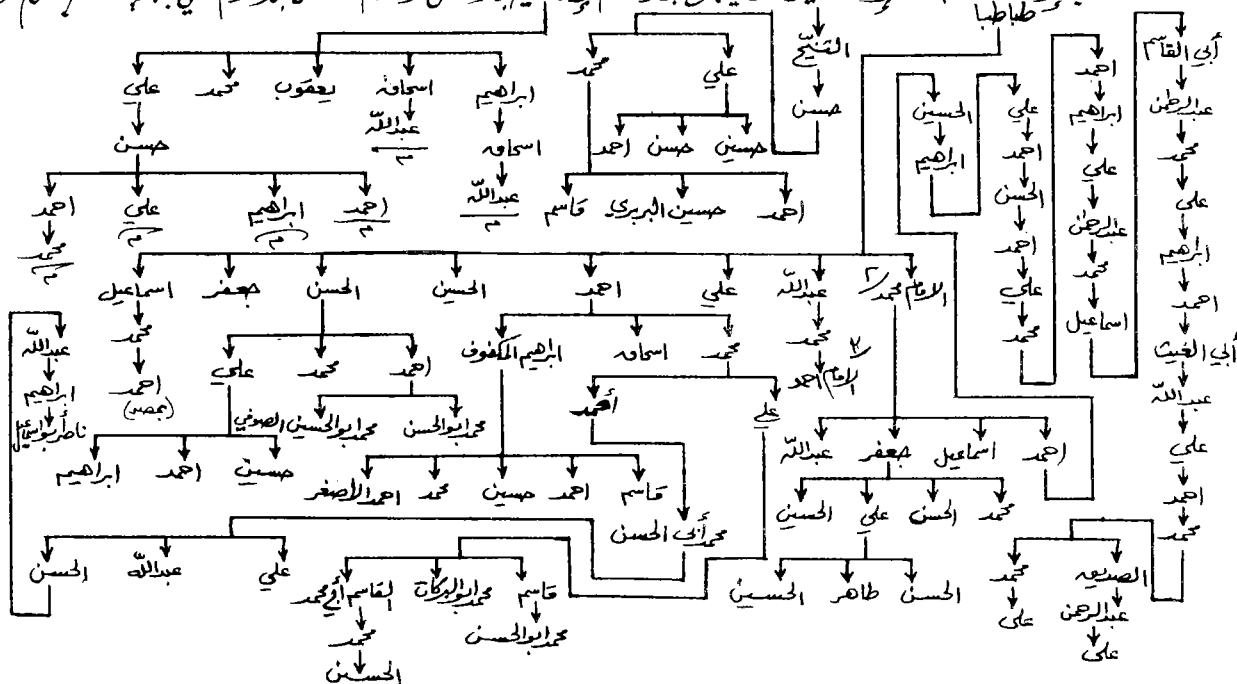 طباطبا
الشيخ
أبي القاسم
محمد
علي
احمد
علي
محمد
يعقوب
اسحاق
ابراهيم
حسن
الحسين
علي
ابراهيم
عبدالرحمن
حسن
عبدالله
اسحاق
احمد
حسن
حسين
ابراهيم
احمد
علي
محمد
عبدالله
الحسن
عبدالرحمن
علي
احمد
علي
ابراهيم
احمد
قاسم
حسين البربري
احمد
احمد
محمد
ابراهيم
محمد
علي
اسماعيل
احمد
محمد
أبي الغيث
اسماعيل
جعفر
الحسن
الحسين
احمد
علي
عبدالله
الامام محمد
عبدالله
محمد
علي
محمد
احمد
ابراهيم المكفوف
اسحاق
محمد
محمد
عبدالله
ابراهيم
احمد
(بمصر)
أحمد
علي
الامام احمد
علي
محمد ابوالحسين الصوفي
محمد ابوالحسن
ابراهيم
احمد
حسين
عبدالله
جعفر
اسماعيل
احمد
احمد
احمد الأصغر
محمد
حسين
احمد
قاسم
محمد أبي الحسن
الحسين
علي
الحسن
محمد
محمد
الحسن
عبدالله
علي
القاسم أبي محمد
محمد ابوالبركات
قاسم
الحسين
طاهر
الحسن
محمد
الصديق
محمد
محمد ابوالحسن
علي
عبدالرحمن
الحسين
علي